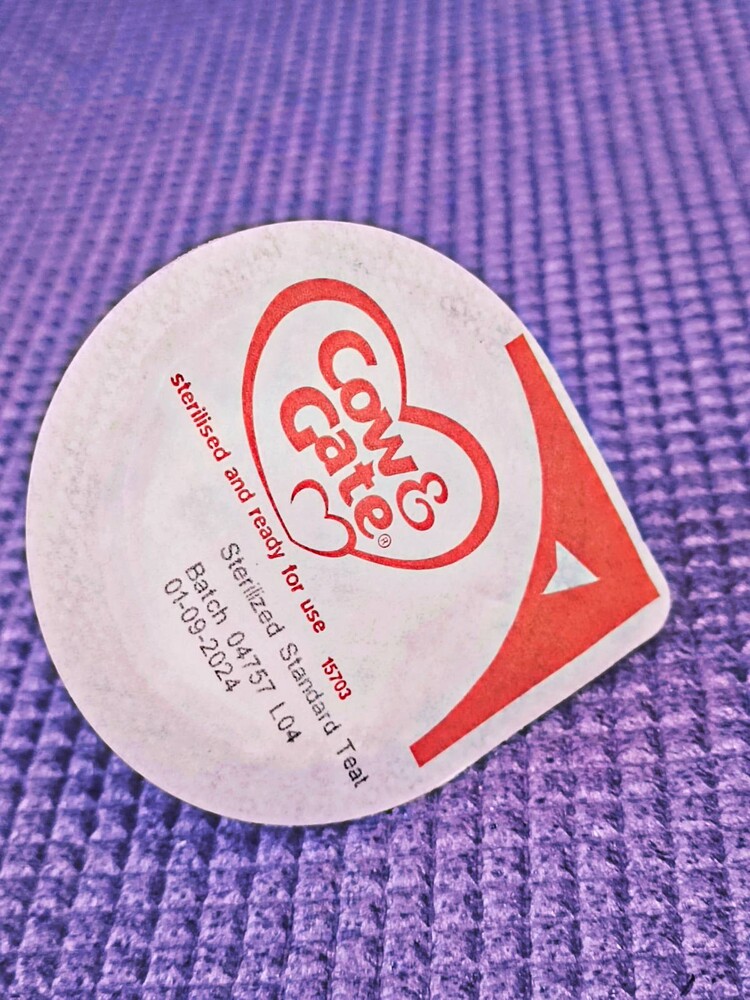 Cow &
Gate®
sterilised and ready for use 15703
Sterilized Standard Teat
Batch 04757 L04
01-09-2024